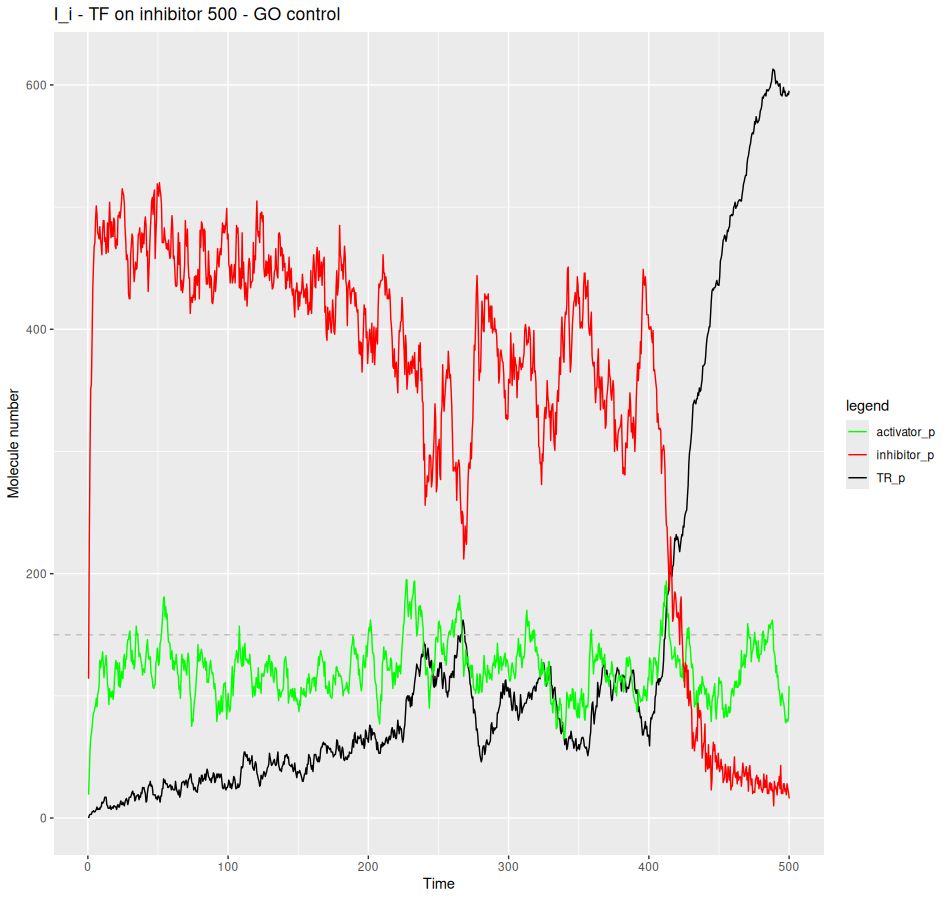 I_i - TF on inhibitor 500 - GO control
600
400
200
0
Molecule number
0 100 200 300 400 500
Time
legend
activator_p
inhibitor_p
TR_p